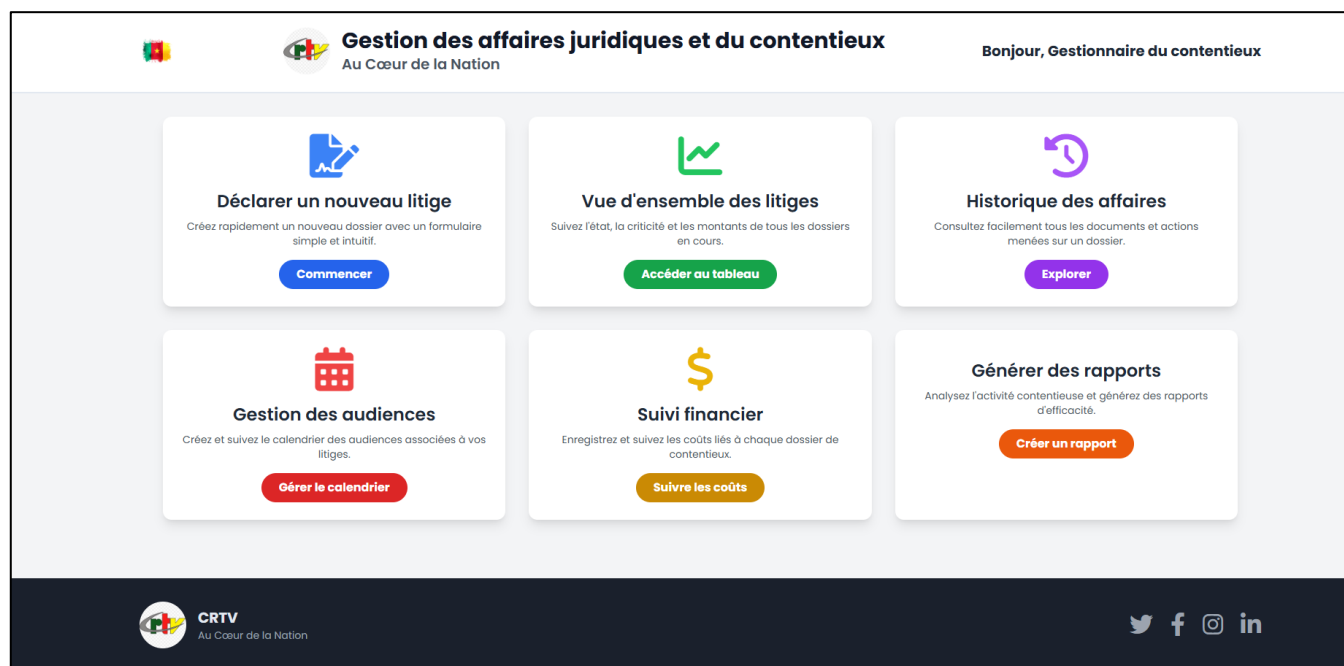 crtv
Gestion des affaires juridiques et du contentieux
Au Cœur de la Nation
Bonjour, Gestionnaire du contentieux
Déclarer un nouveau litige
Créez rapidement un nouveau dossier avec un formulaire
simple et intuitif.
Commencer
Vue d'ensemble des litiges
Suivez l'état, la criticité et les montants de tous les dossiers
en cours.
Accéder au tableau
Historique des affaires
Consultez facilement tous les documents et actions
menées sur un dossier.
Explorer
Gestion des audiences
Créez et suivez le calendrier des audiences associées à vos
litiges.
Gérer le calendrier
Suivi financier
Enregistrez et suivez les coûts liés à chaque dossier de
contentieux.
Suivre les coûts
Générer des rapports
Analysez l'activité contentieuse et générez des rapports
d'efficacité.
Créer un rapport
crtv
CRTV
Au Cœur de la Nation